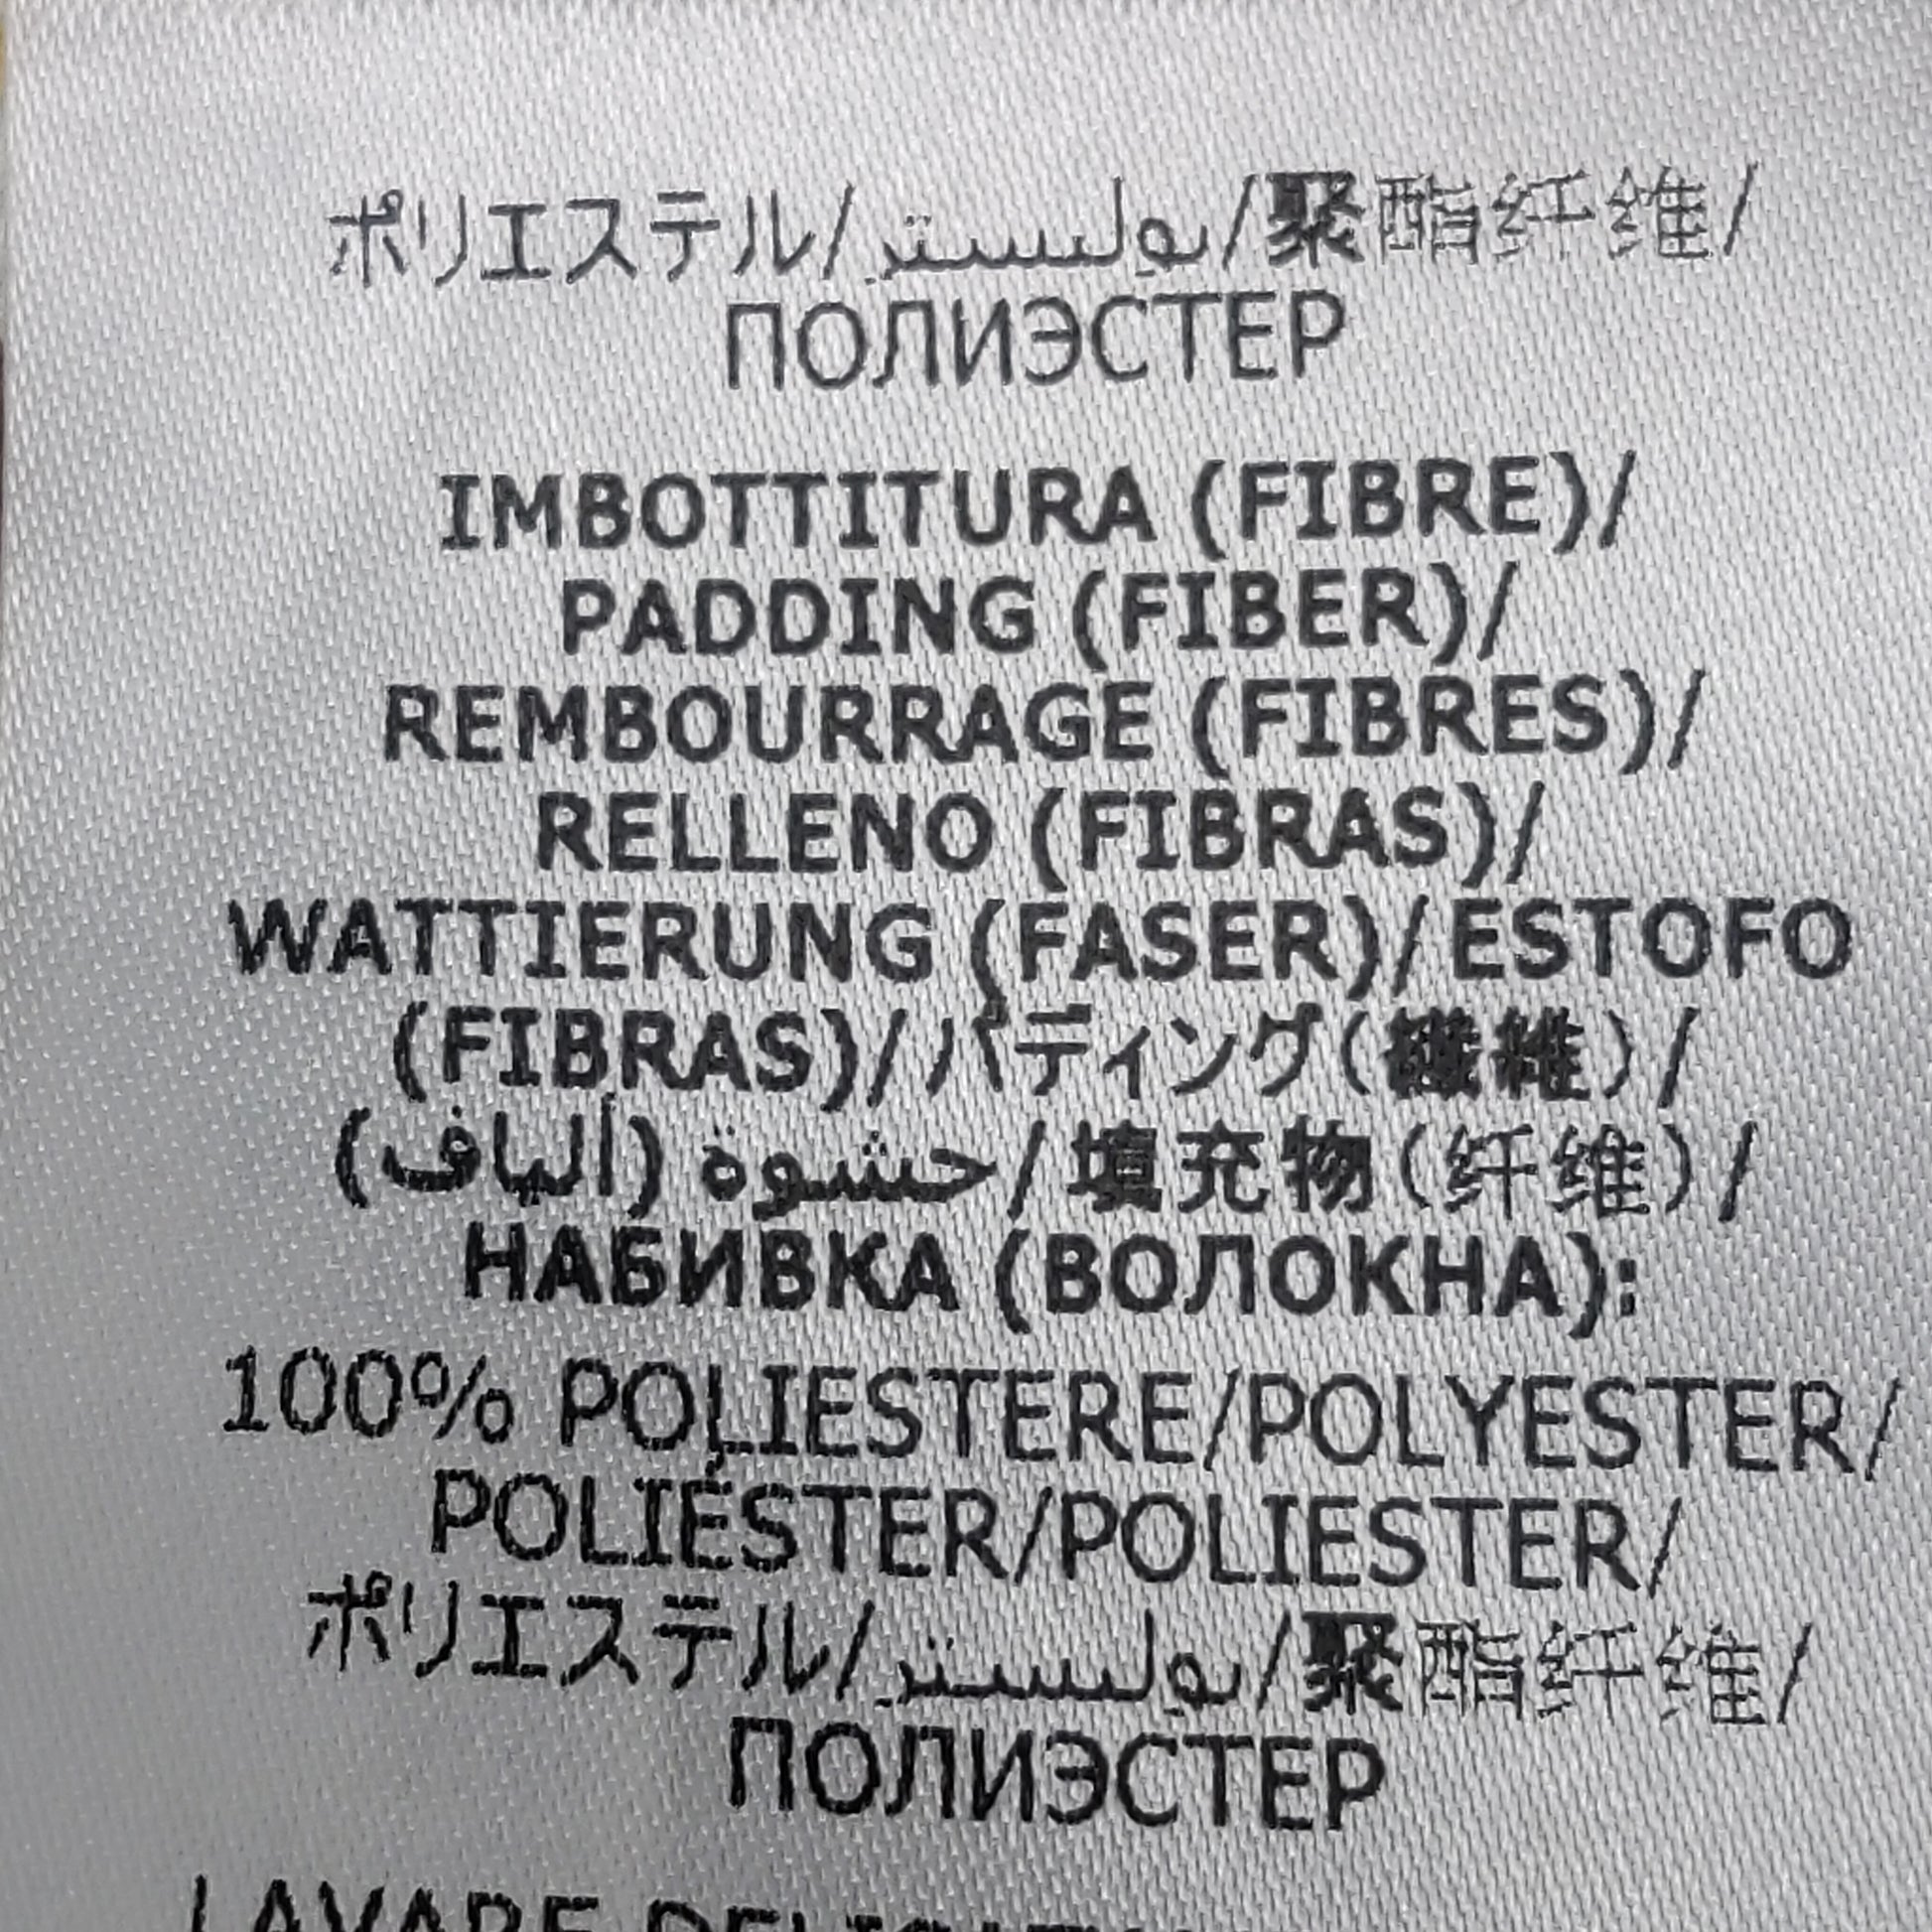 ポリエステル/بوليستر/聚酯纤维/
ПОЛИЭСТЕР
IMBOTTITURA (FIBRE)/
PADDING (FIBER)/
REMBOURRAGE (FIBRES)/
RELLENO (FIBRAS)/
WATTIERUNG (FASER)/ESTOFO
(FIBRAS)/パディング(繊維)/
حشوة (ألياف)/填充物(纤维)/
НАБИВКА (ВОЛОКНА):
100% POLIESTERE/POLYESTER/
POLIÉSTER/POLIESTER/
ポリエステル/بوليستر/聚酯纤维/
ПОЛИЭСТЕР
LAVARE